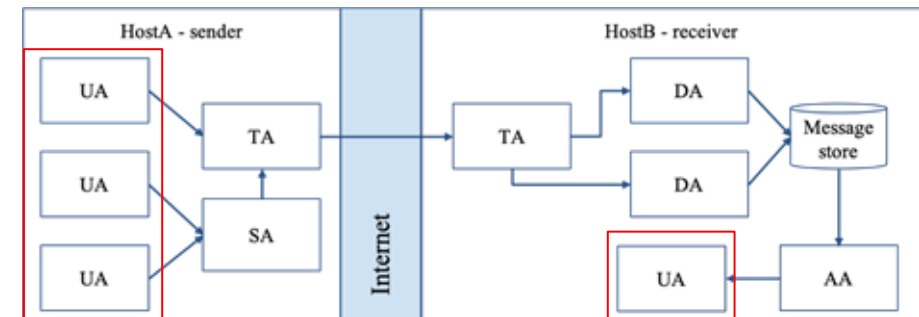 HostA - sender
HostB - receiver
UA
UA
UA
TA
SA
Internet
TA
DA
DA
Message
store
UA
AA